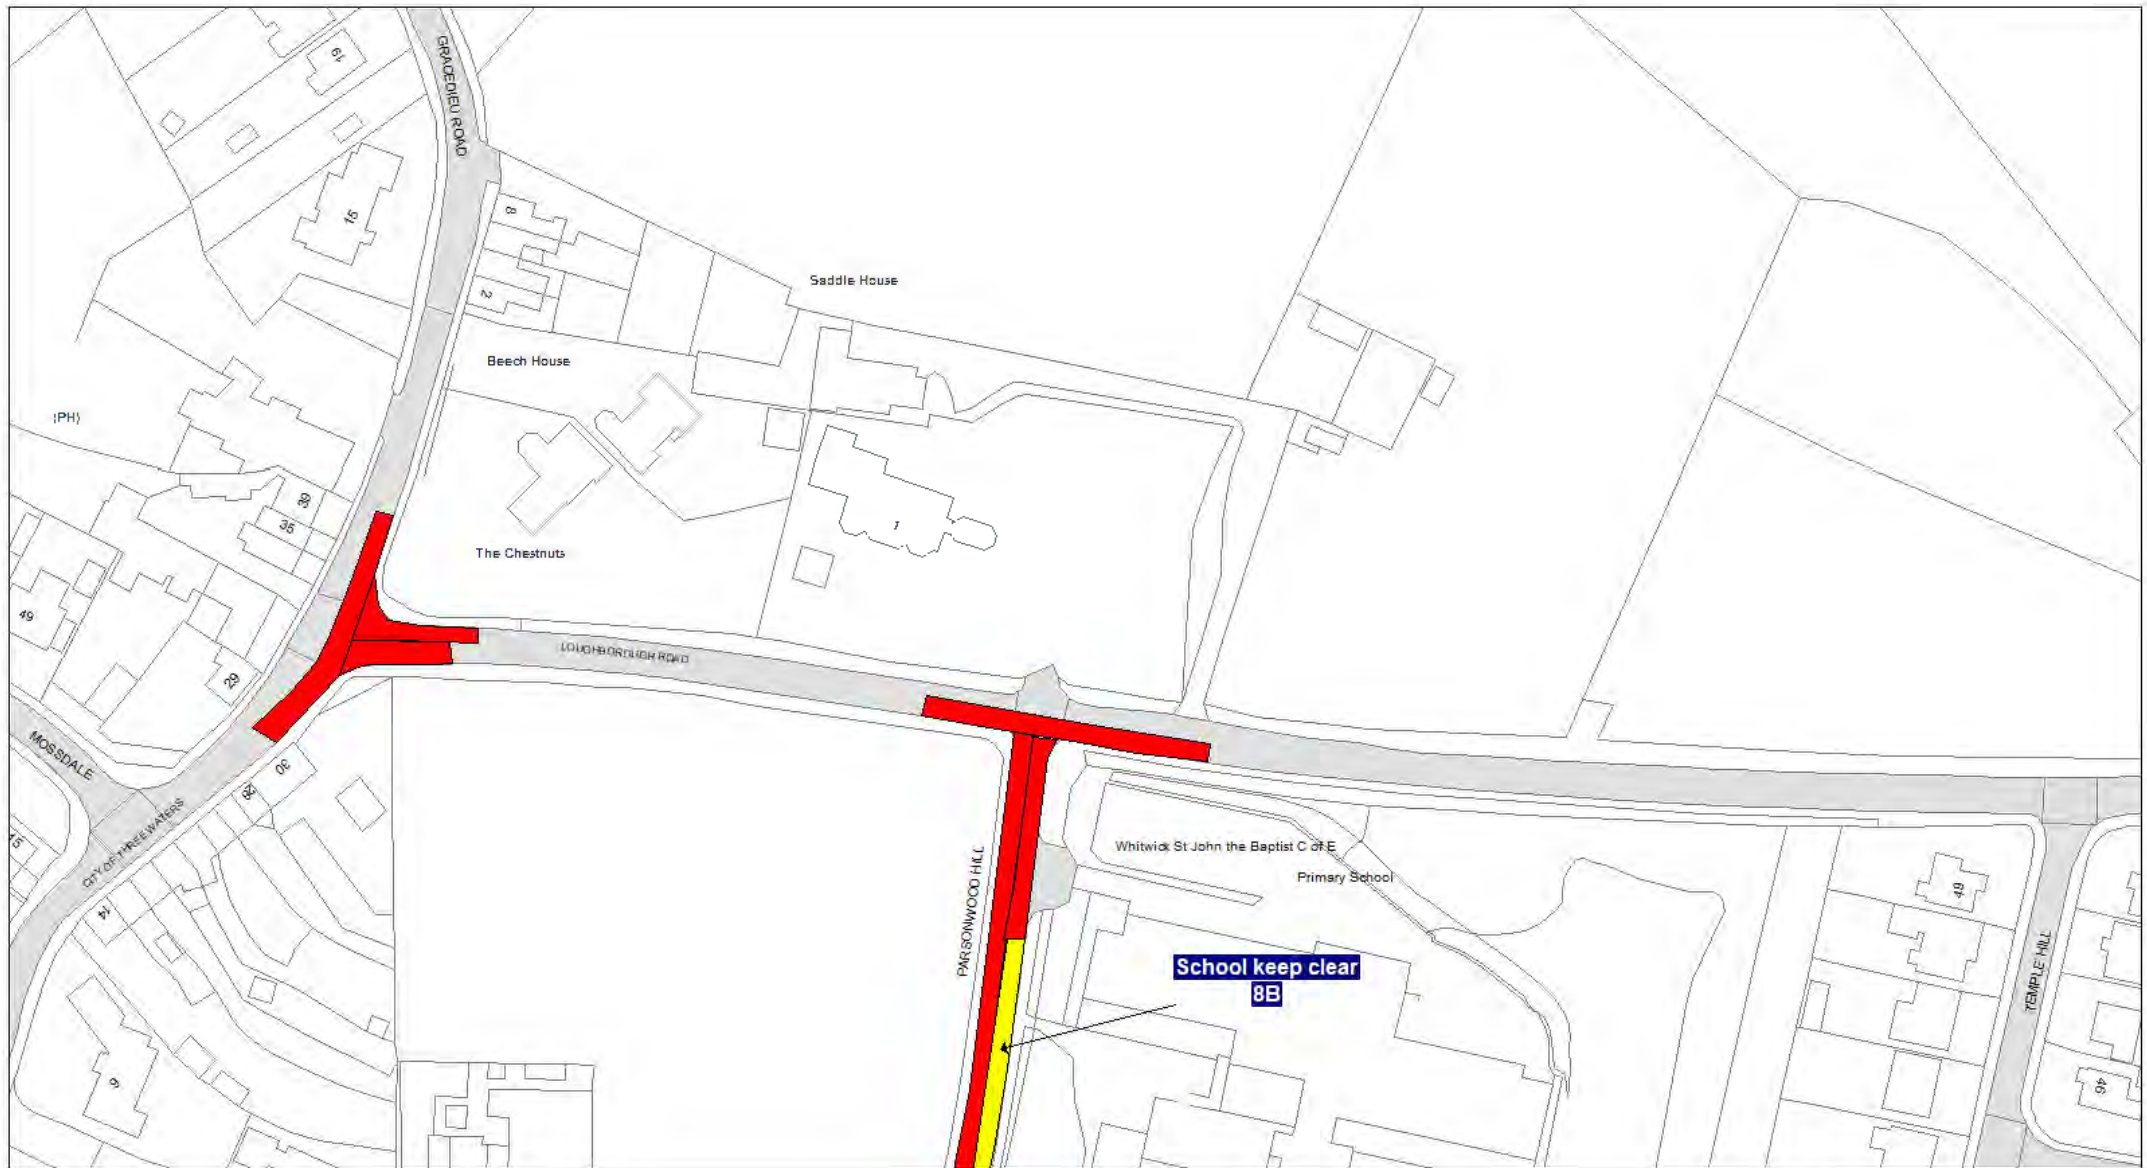 GRACEDIEU ROAD
19
15
8
2
Saddle House
Beech House
(PH)
39
35
1
The Chestnuts
49
29
LOUGHBOROUGH ROAD
MOSSDALE
30
28
15
CITY OF THREE WATERS
14
9
PARSONWOOD HILL
Whitwick St John the Baptist C of E
Primary School
School keep clear
8B
49
TEMPLE HILL
46